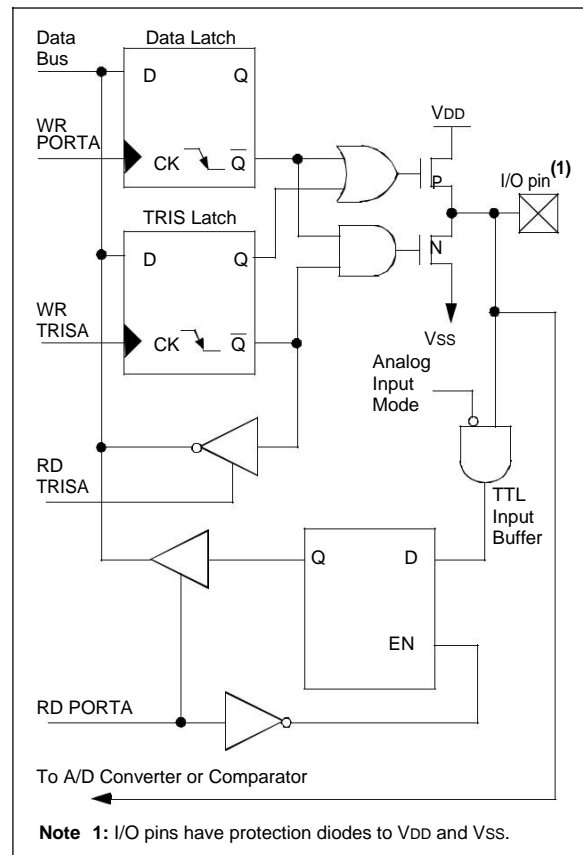 Data
Bus
Data Latch
D
Q
WR
PORTA
CK
Q
VDD
P
I/O pin(1)
TRIS Latch
D
Q
N
WR
TRISA
CK
Q
VSS
Analog
Input
Mode
RD
TRISA
TTL
Input
Buffer
Q
D
EN
RD PORTA
To A/D Converter or Comparator
Note 1: I/O pins have protection diodes to VDD and VSS.